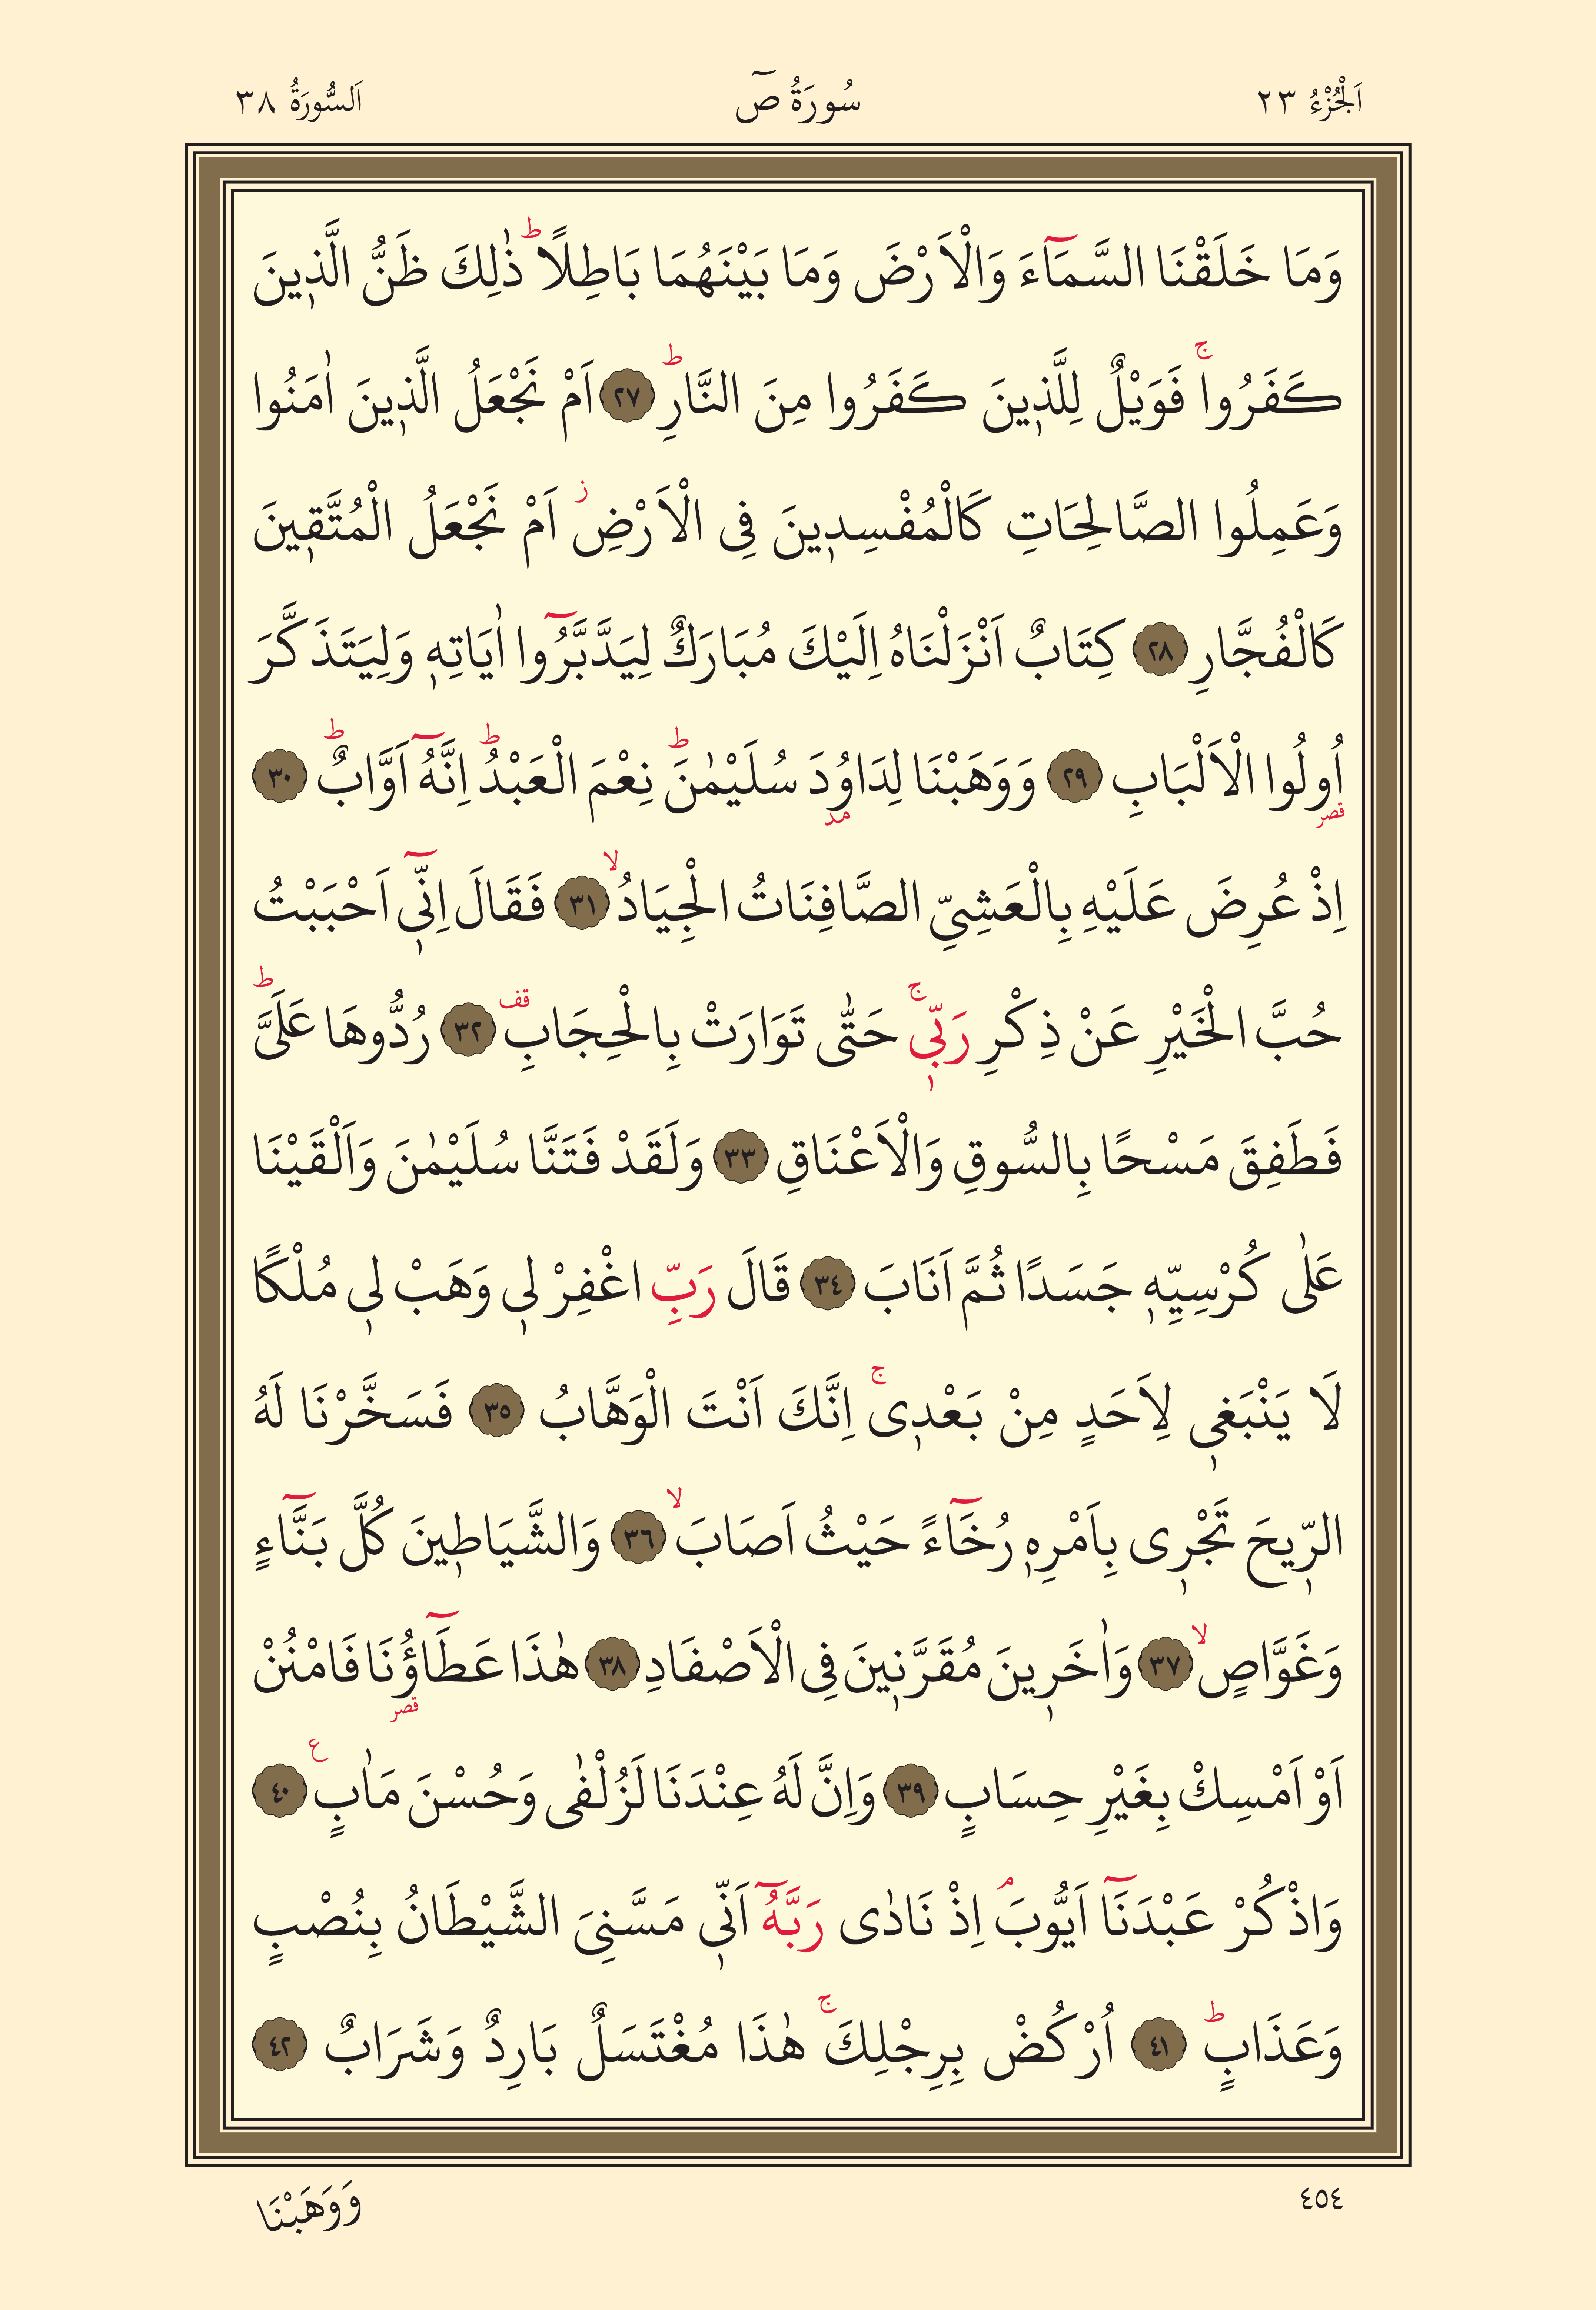 اَلْجُزْءُ ٢٣ سُورَةُ صٓ اَلسُّورَةُ ٣٨
وَمَا خَلَقْنَا السَّمَٓاءَ وَالْاَرْضَ وَمَا بَيْنَهُمَا بَاطِلًاۜ ذٰلِكَ ظَنُّ الَّذٖينَ
كَفَرُواۚ فَوَيْلٌ لِلَّذٖينَ كَفَرُوا مِنَ النَّارِۜ ٢٧ اَمْ نَجْعَلُ الَّذٖينَ اٰمَنُوا
وَعَمِلُوا الصَّالِحَاتِ كَالْمُفْسِدٖينَ فِى الْاَرْضِؗ اَمْ نَجْعَلُ الْمُتَّقٖينَ
كَالْفُجَّارِ ٢٨ كِتَابٌ اَنْزَلْنَاهُ اِلَيْكَ مُبَارَكٌ لِيَدَّبَّرُٓوا اٰيَاتِهٖ وَلِيَتَذَكَّرَ
اُو۬لُوا الْاَلْبَابِ ٢٩ وَوَهَبْنَا لِدَاوُ۫دَ سُلَيْمٰنَۜ نِعْمَ الْعَبْدُۜ اِنَّهُٓ اَوَّابٌۜ ٣٠
اِذْ عُرِضَ عَلَيْهِ بِالْعَشِىِّ الصَّافِنَاتُ الْجِيَادُۙ ٣١ فَقَالَ اِنّٖٓى اَحْبَبْتُ
حُبَّ الْخَيْرِ عَنْ ذِكْرِ رَبّٖىۚ حَتّٰى تَوَارَتْ بِالْحِجَابِ۠ قف ٣٢ رُدُّوهَا عَلَىَّۜ
فَطَفِقَ مَسْحًا بِالسُّوقِ وَالْاَعْنَاقِ ٣٣ وَلَقَدْ فَتَنَّا سُلَيْمٰنَ وَاَلْقَيْنَا
عَلٰى كُرْسِيِّهٖ جَسَدًا ثُمَّ اَنَابَ ٣٤ قَالَ رَبِّ اغْفِرْ لٖى وَهَبْ لٖى مُلْكًا
لَا يَنْبَغٖى لِاَحَدٍ مِنْ بَعْدٖىۚ اِنَّكَ اَنْتَ الْوَهَّابُ ٣٥ فَسَخَّرْنَا لَهُ
الرّٖيحَ تَجْرٖى بِاَمْرِهٖ رُخَٓاءً حَيْثُ اَصَابَۙ ٣٦ وَالشَّيَاطٖينَ كُلَّ بَنَّٓاءٍ
وَغَوَّاصٍۙ ٣٧ وَاٰخَرٖينَ مُقَرَّنٖينَ فِى الْاَصْفَادِ ٣٨ هٰذَا عَطَٓاؤُ۬نَا فَامْنُنْ
اَوْ اَمْسِكْ بِغَيْرِ حِسَابٍ ٣٩ وَاِنَّ لَهُ عِنْدَنَا لَزُلْفٰى وَحُسْنَ مَاٰبٍ ع ٤٠
وَاذْكُرْ عَبْدَنَٓا اَيُّوبَۢ اِذْ نَادٰى رَبَّهُٓ اَنّٖى مَسَّنِىَ الشَّيْطَانُ بِنُصْبٍ
وَعَذَابٍۜ ٤١ اُرْكُضْ بِرِجْلِكَۚ هٰذَا مُغْتَسَلٌ بَارِدٌ وَشَرَابٌ ٤٢
٤٥٤ وَوَهَبْنَا